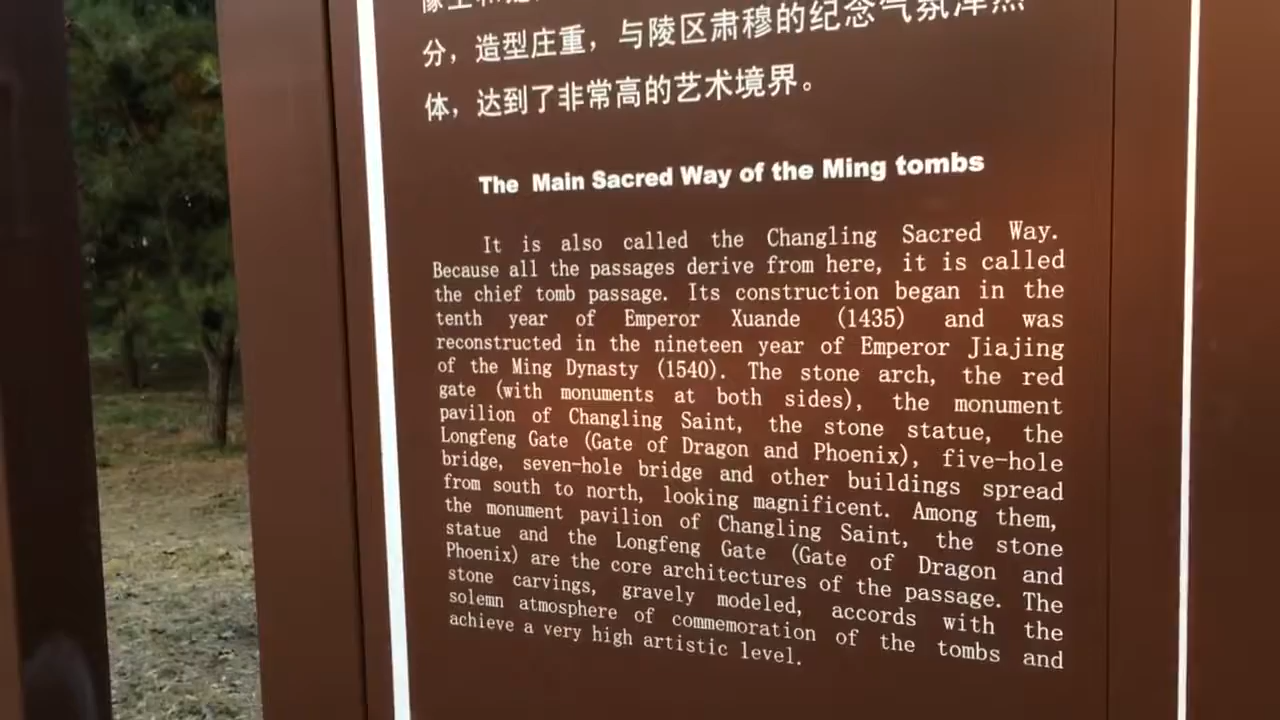 分，造型庄重，与陵区肃穆的纪念气氛浑然
体，达到了非常高的艺术境界。
The Main Sacred Way of the Ming tombs
It is also called the Changling Sacred Way.
Because all the passages derive from here, it is called
the chief tomb passage. Its construction began in the
tenth year of Emperor Xuande (1435) and was
reconstructed in the nineteen year of Emperor Jiajing
of the Ming Dynasty (1540). The stone arch, the red
gate (with monuments at both sides), the monument
pavilion of Changling Saint, the stone statue, the
Longfeng Gate (Gate of Dragon and Phoenix), five-hole
bridge, seven-hole bridge and other buildings spread
from south to north, looking magnificent. Among them,
the monument pavilion of Changling Saint, the stone
statue and the Longfeng Gate (Gate of Dragon and
Phoenix) are the core architectures of the passage. The
stone carvings, gravely modeled, accords with the
solemn atmosphere of commemoration of the tombs and
achieve a very high artistic level.